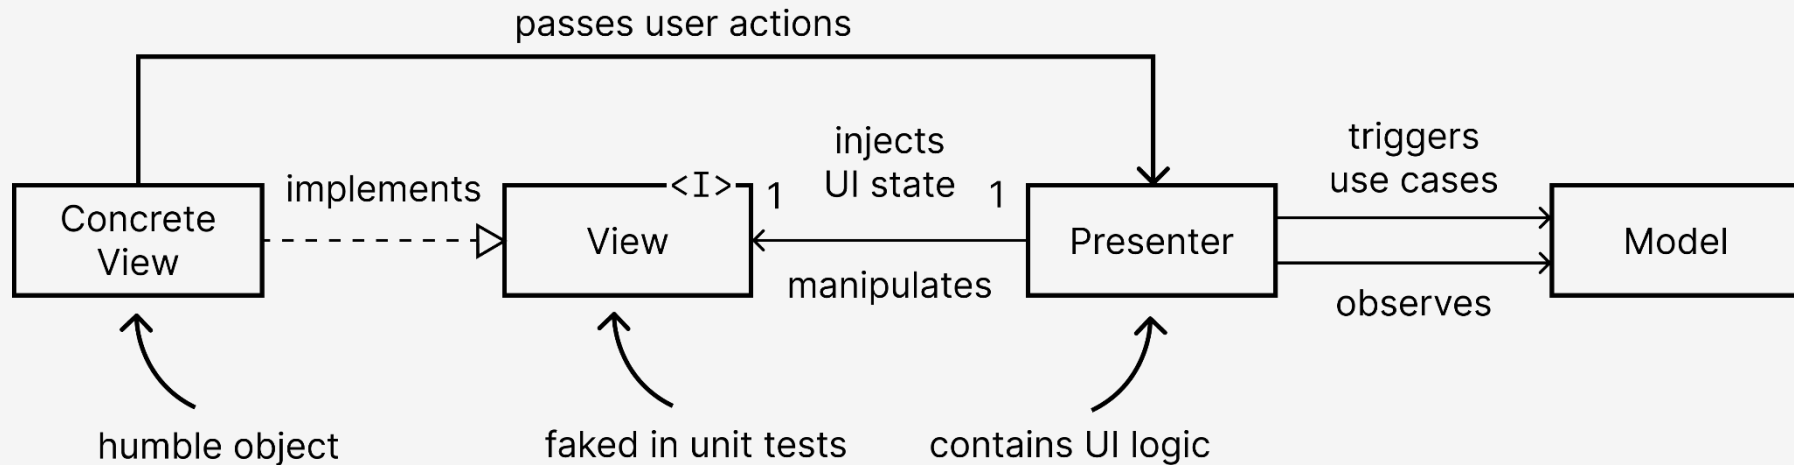 passes user actions
injects
UI state
triggers
use cases
implements
<I>
1
1
Concrete
View
View
Presenter
Model
manipulates
observes
humble object
faked in unit tests
contains UI logic